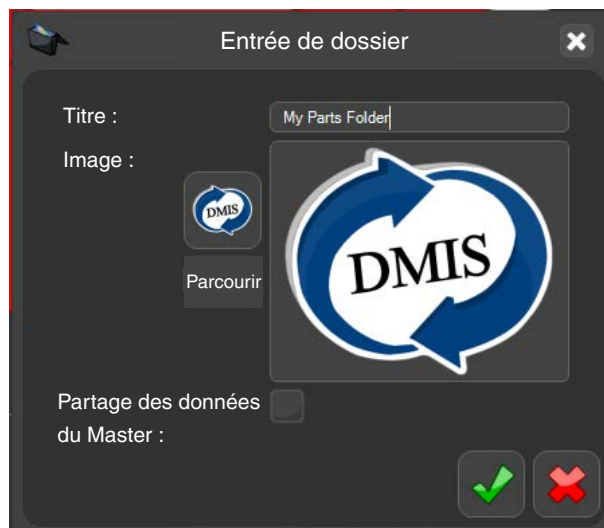 Entrée de dossier
Titre :
My Parts Folder
Image :
DMIS
DMIS
Parcourir
Partage des données
du Master :